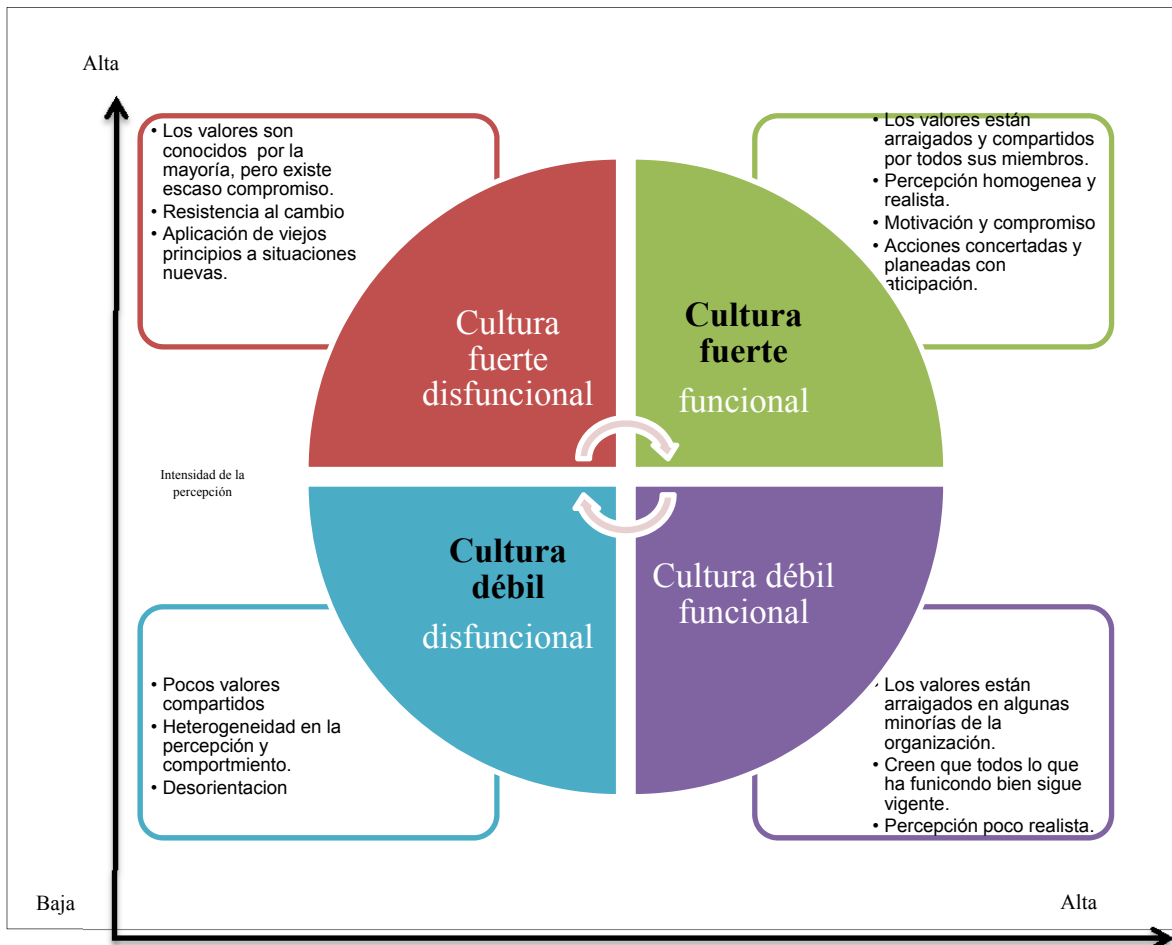 Alta
• Los valores son
conocidos por la
mayoría, pero existe
escaso compromiso.
• Resistencia al cambio
• Aplicación de viejos
principios a situaciones
nuevas.
• Los valores están
arraigados y compartidos
por todos sus miembros.
• Percepción homogenea y
realista.
• Motivación y compromiso
• Acciones concertadas y
planeadas con
aticipación.
Cultura
fuerte
disfuncional
Cultura
fuerte
funcional
Intensidad de la
percepción
Cultura
débil
disfuncional
Cultura débil
funcional
• Pocos valores
compartidos
• Heterogeneidad en la
percepción y
comportmiento.
• Desorientacion
• Los valores están
arraigados en algunas
minorías de la
organización.
• Creen que todos lo que
ha funicondo bien sigue
vigente.
• Percepción poco realista.
Baja
Alta